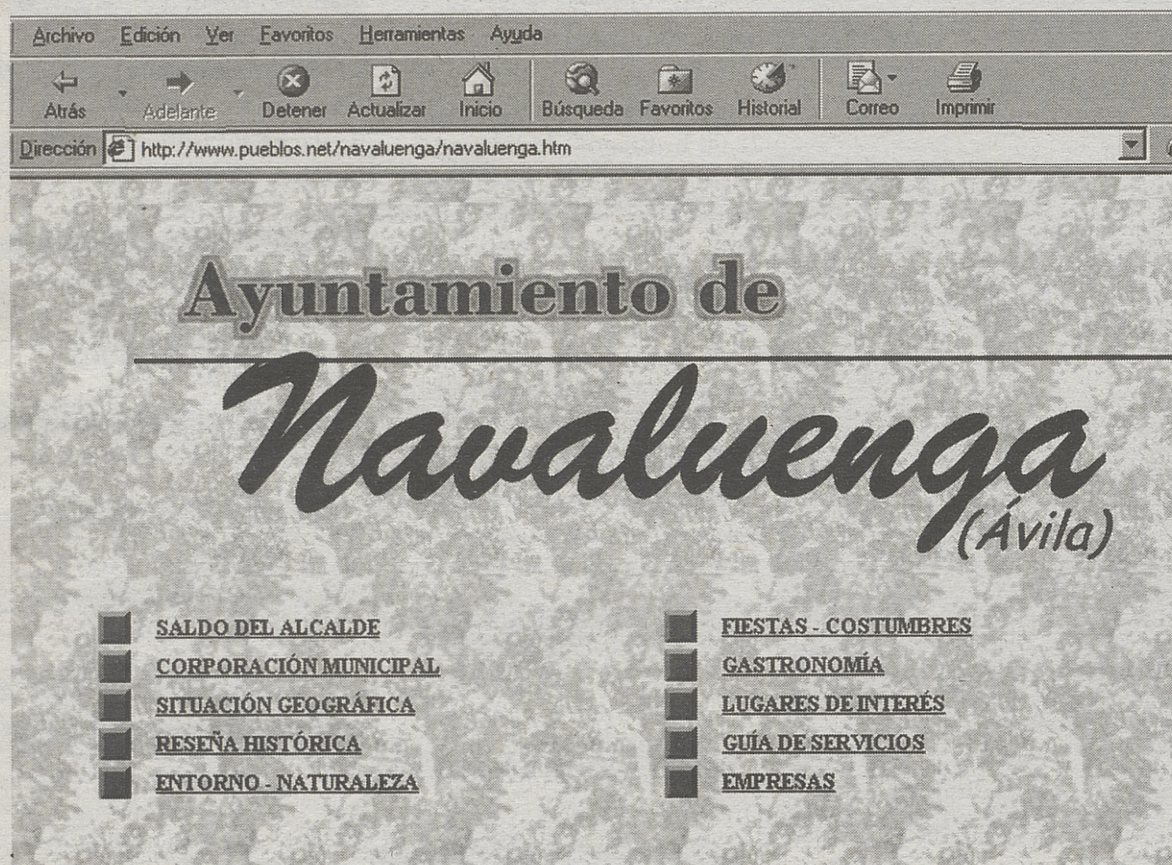 Archivo Edición Ver Favoritos Herramientas Ayuda
Atrás Adelante Detener Actualizar Inicio Búsqueda Favoritos Historial Correo Imprimir
Dirección http://www.pueblos.net/navaluenga/navaluenga.htm
Ayuntamiento de
Navaluenga
(Ávila)
SALDO DEL ALCALDE
CORPORACIÓN MUNICIPAL
SITUACIÓN GEOGRÁFICA
RESEÑA HISTÓRICA
ENTORNO - NATURALEZA
FIESTAS - COSTUMBRES
GASTRONOMÍA
LUGARES DE INTERÉS
GUÍA DE SERVICIOS
EMPRESAS